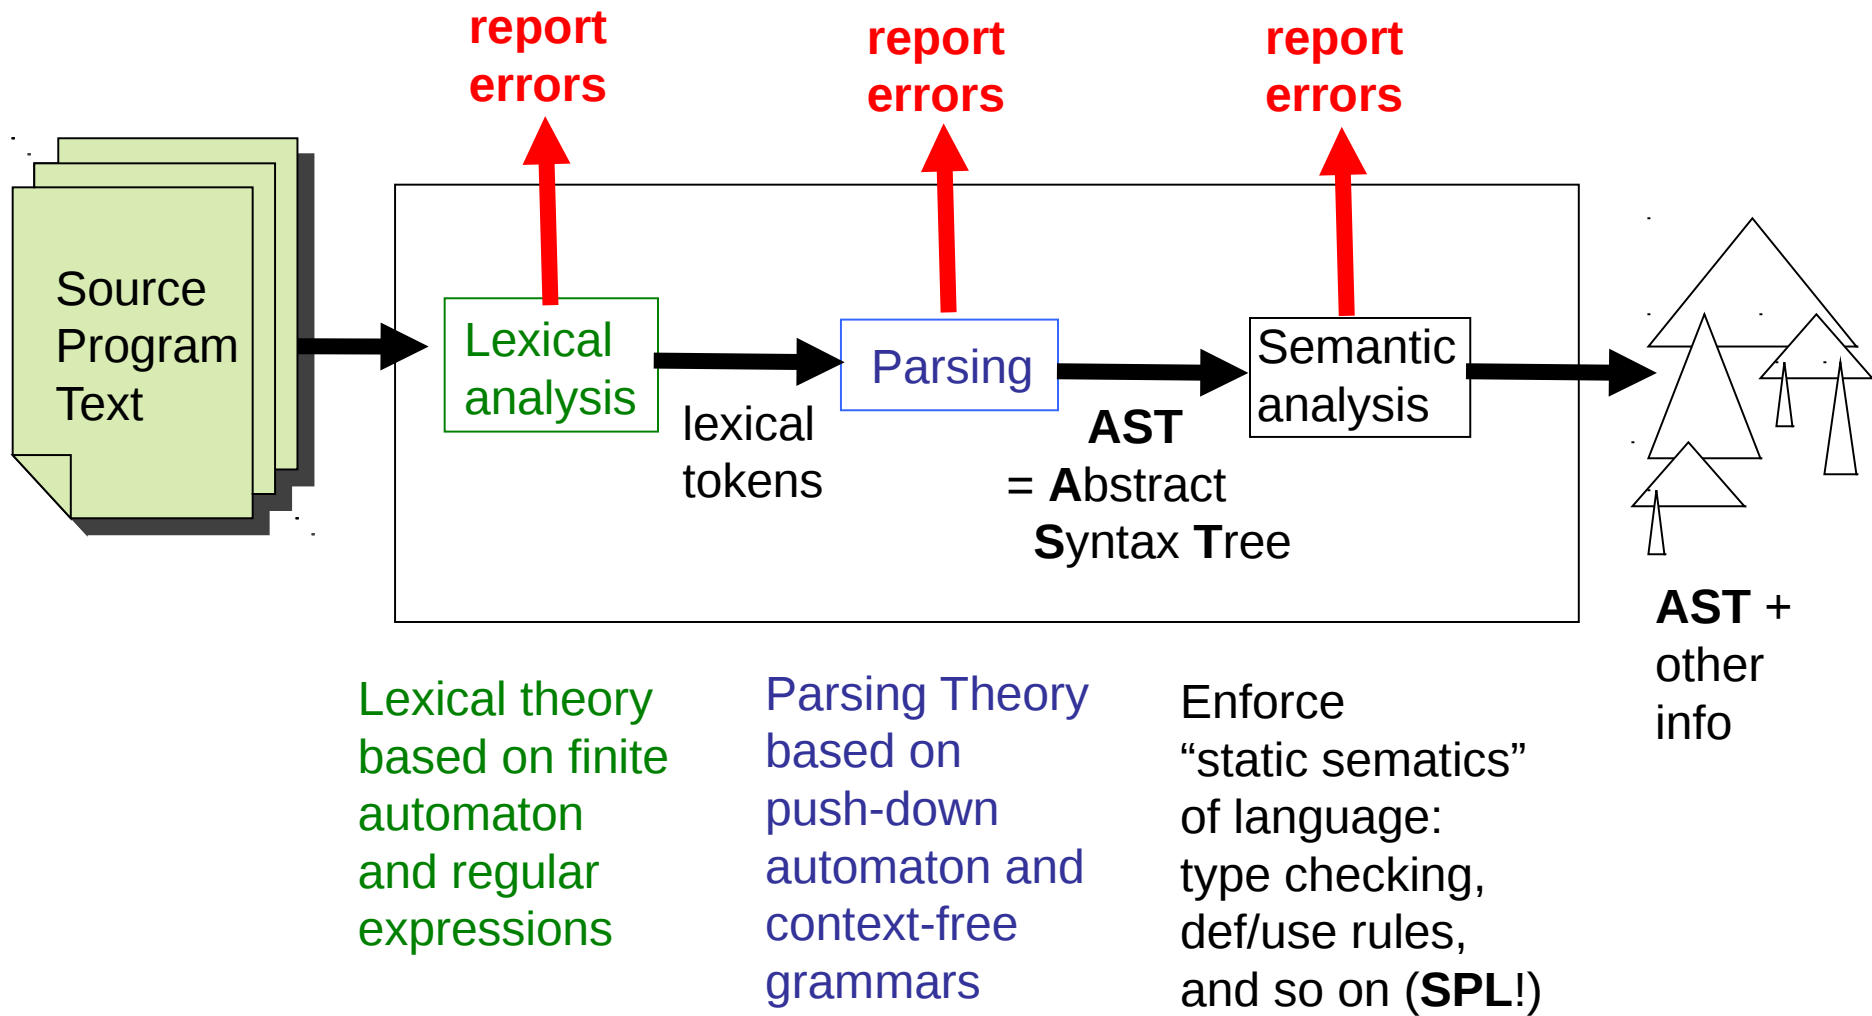 report
errors
report
errors
report
errors
Source
Program
Text
Lexical
analysis
lexical
tokens
Parsing
AST
= Abstract
Syntax Tree
Semantic
analysis
AST +
other
info
Lexical theory
based on finite
automaton
and regular
expressions
Parsing Theory
based on
push-down
automaton and
context-free
grammars
Enforce
“static sematics”
of language:
type checking,
def/use rules,
and so on (SPL!)